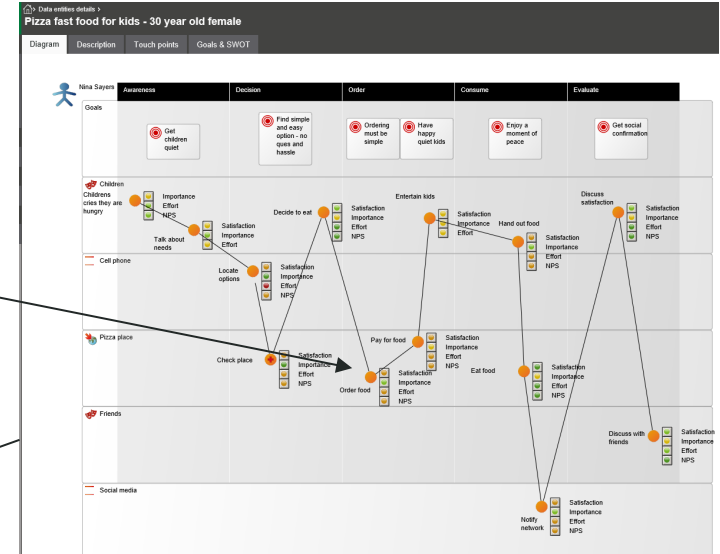 Data entities details >
Pizza fast food for kids - 30 year old female
Diagram Description Touch points Goals & SWOT
Nina Sayers
Awareness Decision Order Consume Evaluate
Goals
Get
children
quiet
Find simple
and easy
option - no
ques and
hassle
Ordering
must be
simple
Have
happy
quiet kids
Enjoy a
moment of
peace
Get social
confirmation
Children
Childrens
cries they are
hungry
Importance
Effort
NPS
Talk about
needs
Satisfaction
Importance
Effort
Decide to eat
Satisfaction
Importance
Effort
NPS
Entertain kids
Satisfaction
Importance
Effort
Hand out food
Satisfaction
Importance
Effort
NPS
Discuss
satisfaction
Satisfaction
Importance
Effort
NPS
Cell phone
Locate
options
Satisfaction
Importance
Effort
NPS
Pizza
place
Check place
Satisfaction
Importance
Effort
NPS
Order food
Satisfaction
Importance
Effort
NPS
Pay for food
Satisfaction
Importance
Effort
NPS
Eat food
Satisfaction
Importance
Effort
NPS
Friends
Discuss with
friends
Satisfaction
Importance
Effort
NPS
Social media
Notify
network
Satisfaction
Importance
Effort
NPS